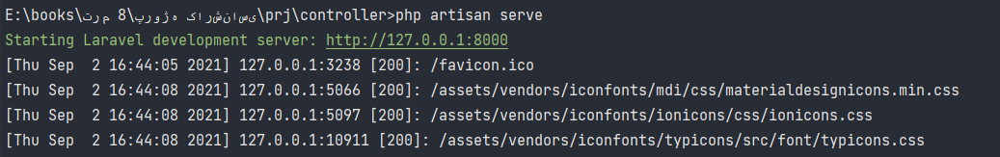 E:\books\ترم 8\پروژه کارشناسی\prj\controller>php artisan serve
Starting Laravel development server: http://127.0.0.1:8000
[Thu Sep  2 16:44:05 2021] 127.0.0.1:3238 [200]: /favicon.ico
[Thu Sep  2 16:44:08 2021] 127.0.0.1:5066 [200]: /assets/vendors/iconfonts/mdi/css/materialdesignicons.min.css
[Thu Sep  2 16:44:08 2021] 127.0.0.1:5097 [200]: /assets/vendors/iconfonts/ionicons/css/ionicons.css
[Thu Sep  2 16:44:08 2021] 127.0.0.1:10911 [200]: /assets/vendors/iconfonts/typicons/src/font/typicons.css